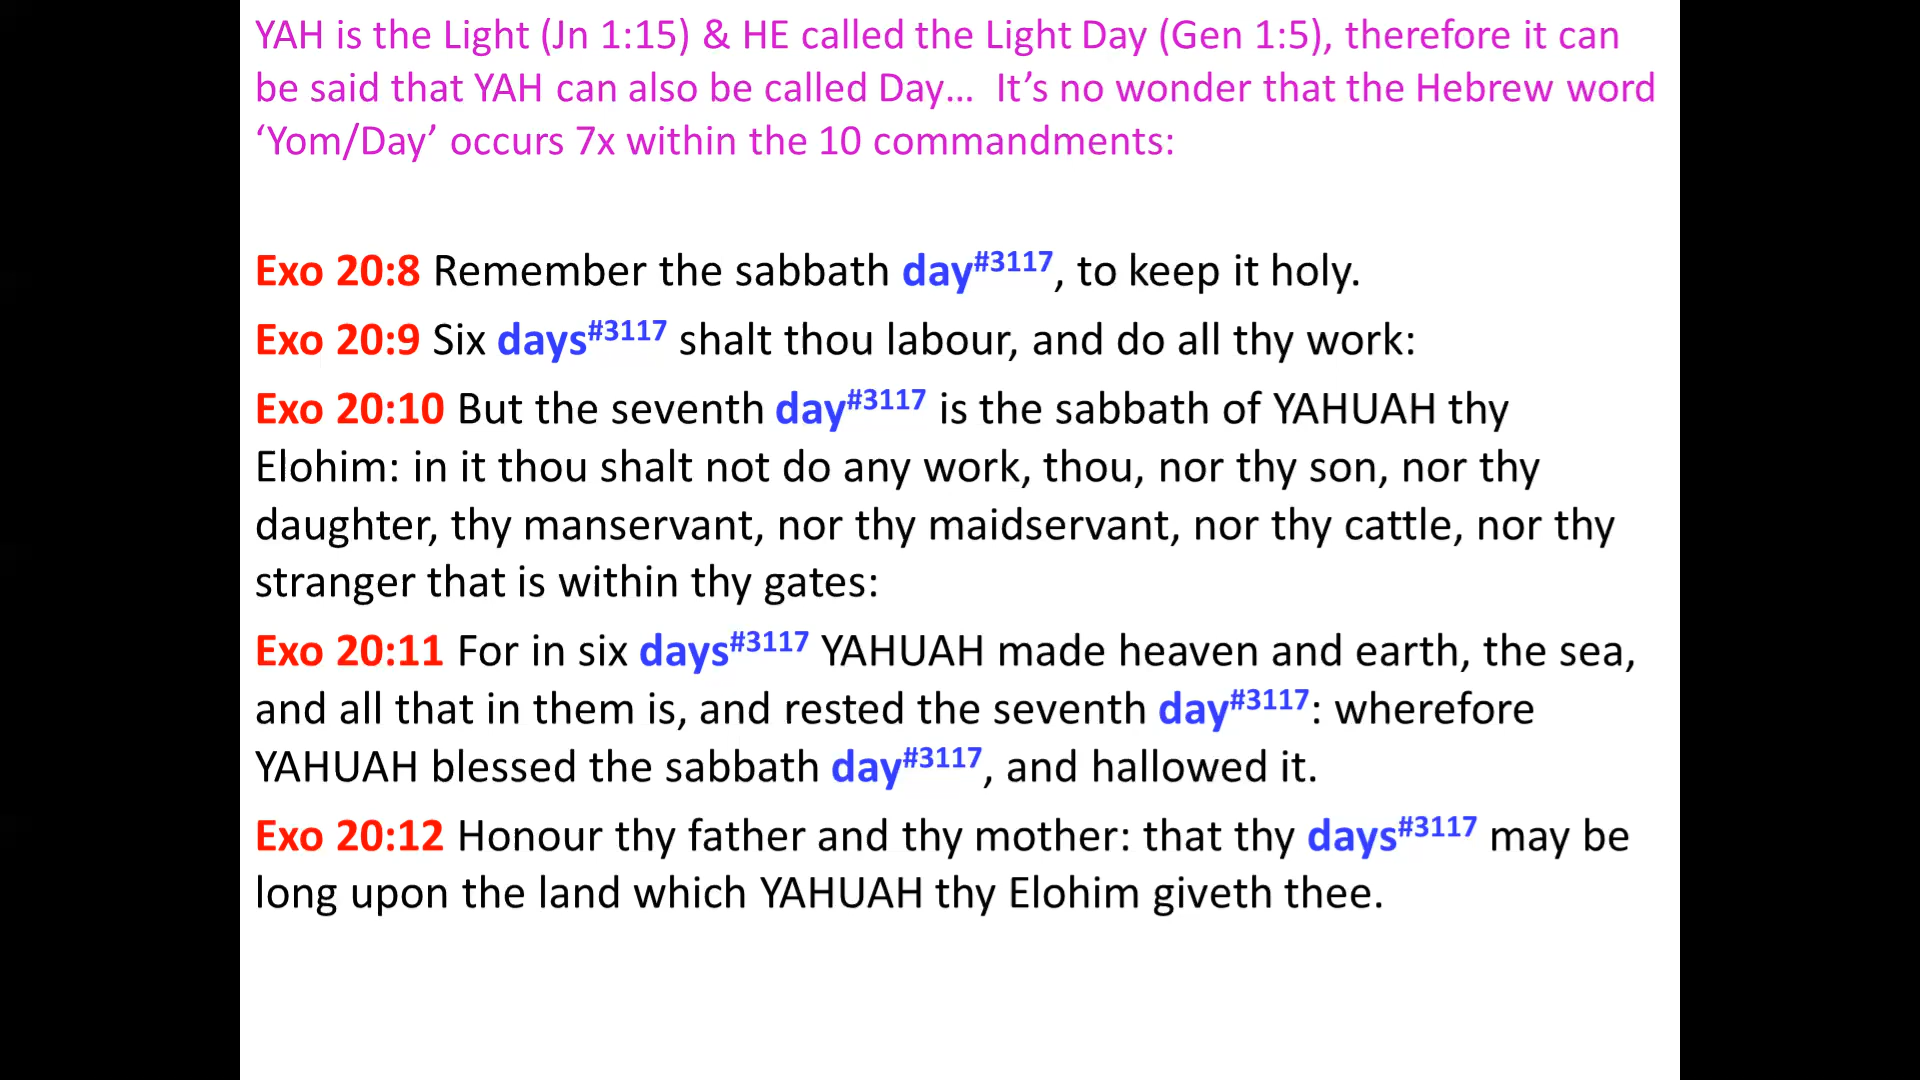 YAH is the Light (Jn 1:15) & HE called the Light Day (Gen 1:5), therefore it can
be said that YAH can also be called Day…  It’s no wonder that the Hebrew word
‘Yom/Day’ occurs 7x within the 10 commandments:
Exo 20:8 Remember the sabbath day#3117, to keep it holy.
Exo 20:9 Six days#3117 shalt thou labour, and do all thy work:
Exo 20:10 But the seventh day#3117 is the sabbath of YAHUAH thy
Elohim: in it thou shalt not do any work, thou, nor thy son, nor thy
daughter, thy manservant, nor thy maidservant, nor thy cattle, nor thy
stranger that is within thy gates:
Exo 20:11 For in six days#3117 YAHUAH made heaven and earth, the sea,
and all that in them is, and rested the seventh day#3117: wherefore
YAHUAH blessed the sabbath day#3117, and hallowed it.
Exo 20:12 Honour thy father and thy mother: that thy days#3117 may be
long upon the land which YAHUAH thy Elohim giveth thee.